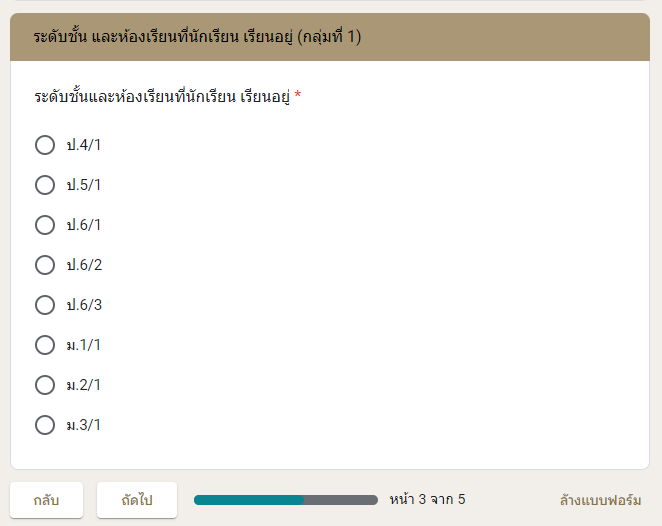 ระดับชั้น และห้องเรียนที่นักเรียน เรียนอยู่ (กลุ่มที่ 1)
ระดับชั้นและห้องเรียนที่นักเรียน เรียนอยู่ *
ป.4/1
ป.5/1
ป.6/1
ป.6/2
ป.6/3
ม.1/1
ม.2/1
ม.3/1
กลับ ถัดไป หน้า 3 จาก 5 ล้างแบบฟอร์ม